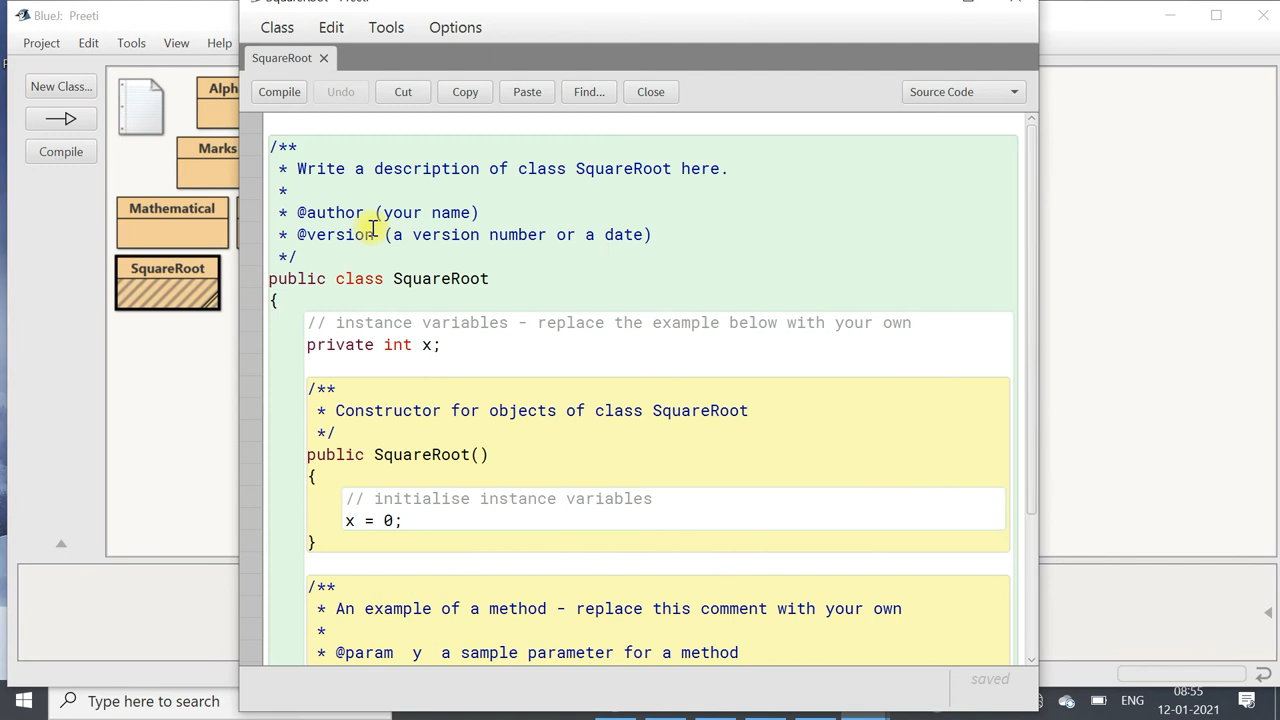 BlueJ: Preeti
SquareRoot - Preeti
Project Edit Tools View Help
Class Edit Tools Options
SquareRoot
New Class...
Compile
Compile Undo Cut Copy Paste Find... Close Source Code
Alph
Marks
Mathematical
SquareRoot
/**
* Write a description of class SquareRoot here.
*
* @author (your name)
* @version (a version number or a date)
*/
public class SquareRoot
{
// instance variables - replace the example below with your own
private int x;
/**
* Constructor for objects of class SquareRoot
*/
public SquareRoot()
{
// initialise instance variables
x = 0;
}
/**
* An example of a method - replace this comment with your own
*
* @param y a sample parameter for a method
saved
Type here to search
ENG
08:55
12-01-2021